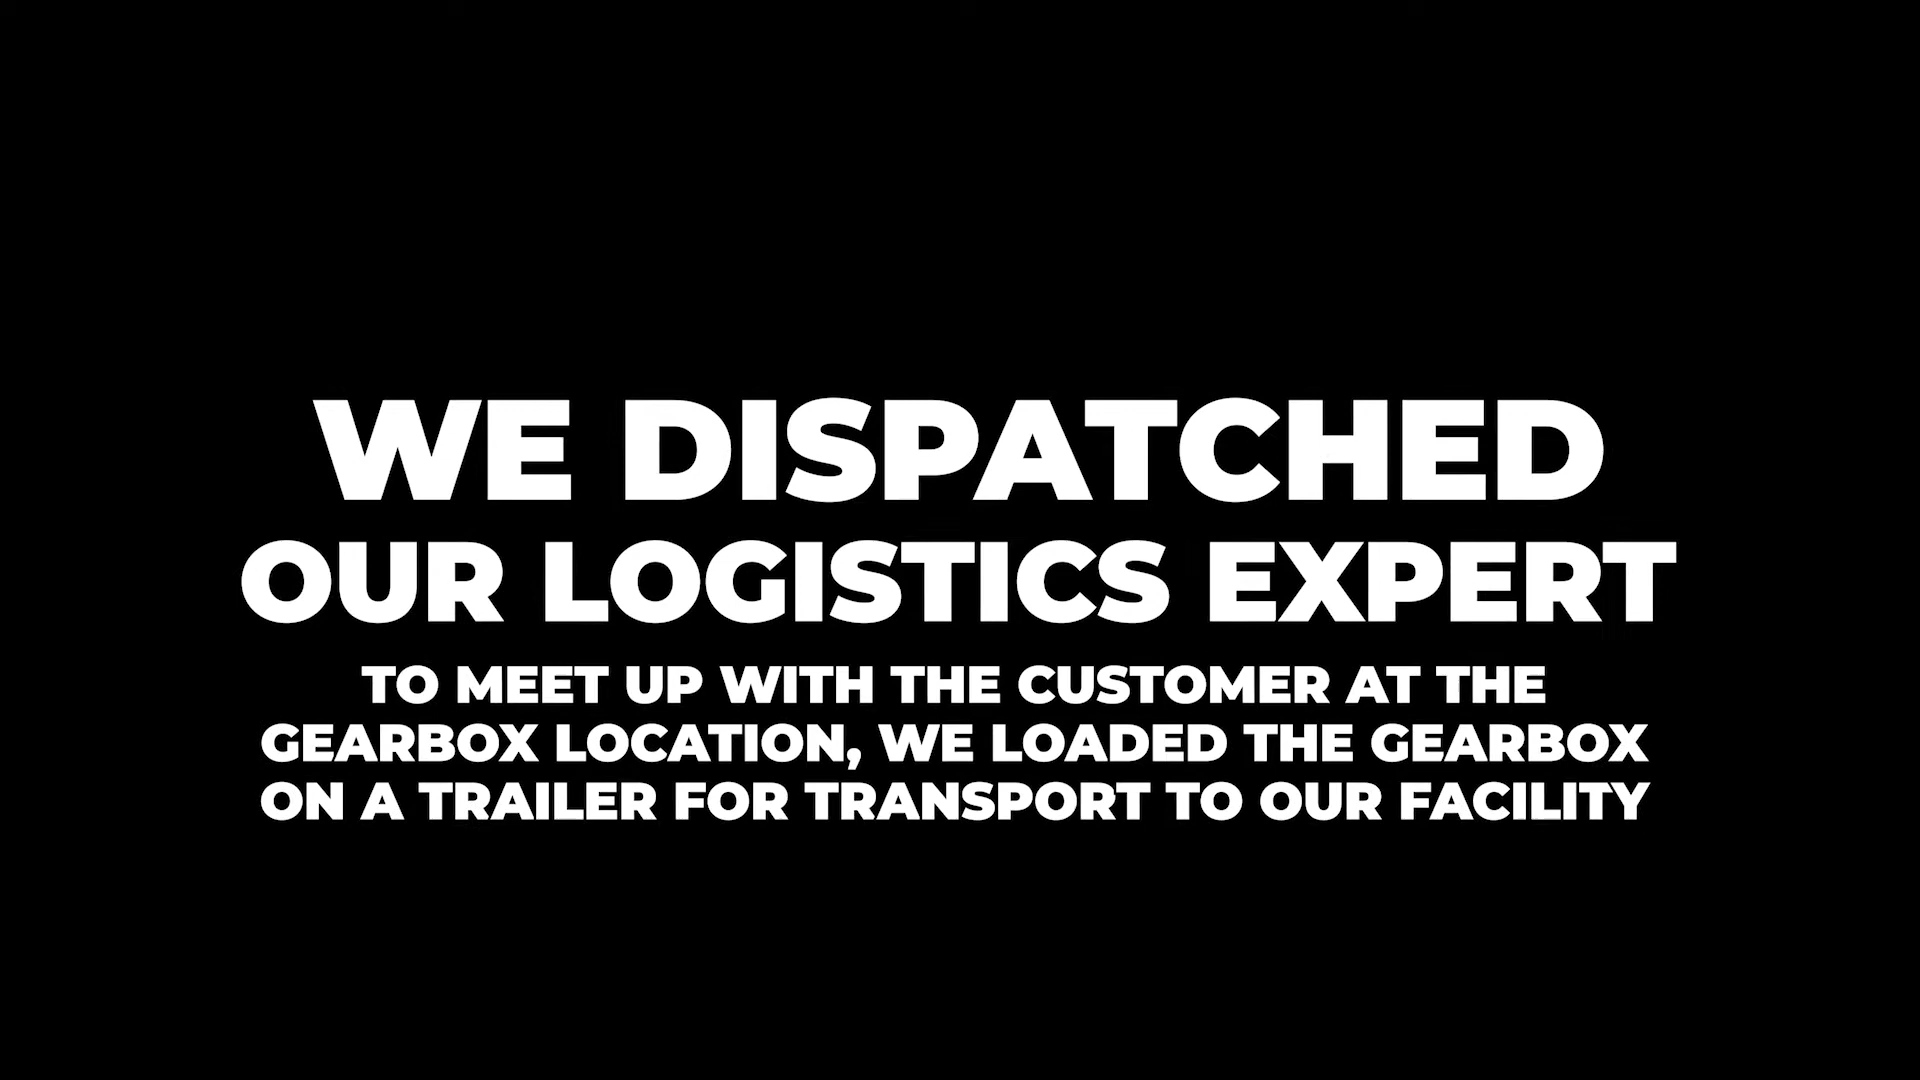 WE DISPATCHED
OUR LOGISTICS EXPERT
TO MEET UP WITH THE CUSTOMER AT THE
GEARBOX LOCATION, WE LOADED THE GEARBOX
ON A TRAILER FOR TRANSPORT TO OUR FACILITY